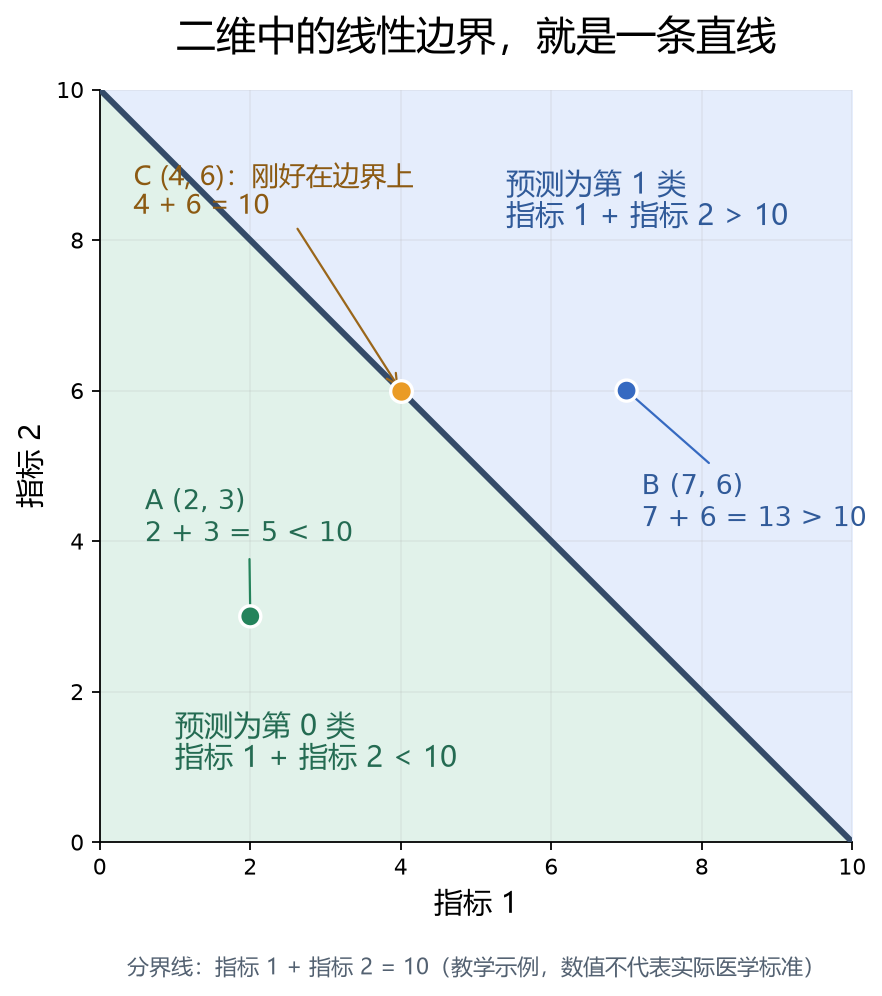 二维中的线性边界，就是一条直线
10
C (4, 6)：刚好在边界上
4 + 6 = 10
预测为第 1 类
指标 1 + 指标 2 > 10
8
6
指标 2
A (2, 3)
2 + 3 = 5 < 10
B (7, 6)
7 + 6 = 13 > 10
4
2
预测为第 0 类
指标 1 + 指标 2 < 10
0
0 2 4 6 8 10
指标 1
分界线：指标 1 + 指标 2 = 10（教学示例，数值不代表实际医学标准）